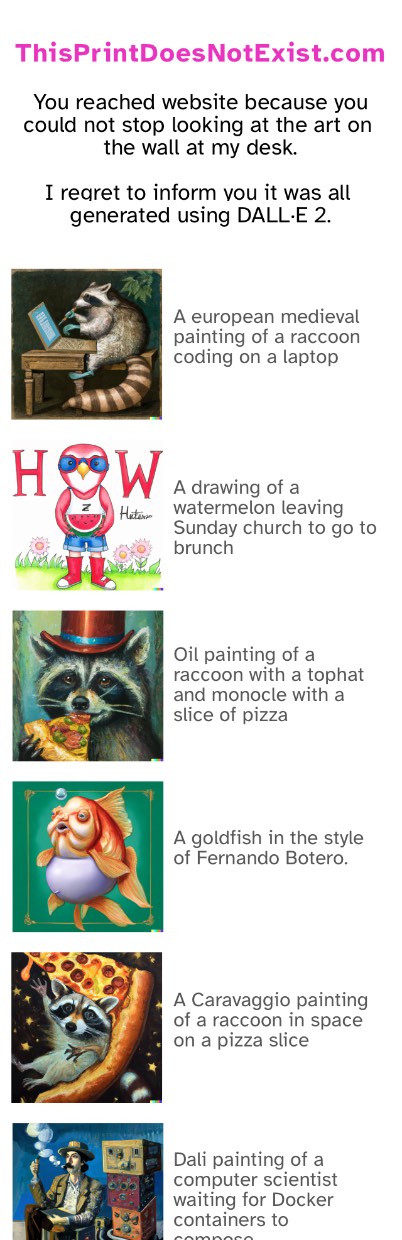 ThisPrintDoesNotExist.com
You reached website because you
could not stop looking at the art on
the wall at my desk.
I regret to inform you it was all
generated using DALL·E 2.
A european medieval
painting of a raccoon
coding on a laptop
H W
Z
A drawing of a
watermelon leaving
Sunday church to go to
brunch
Oil painting of a
raccoon with a tophat
and monocle with a
slice of pizza
A goldfish in the style
of Fernando Botero.
A Caravaggio painting
of a raccoon in space
on a pizza slice
Dali painting of a
computer scientist
waiting for Docker
containers to
compose